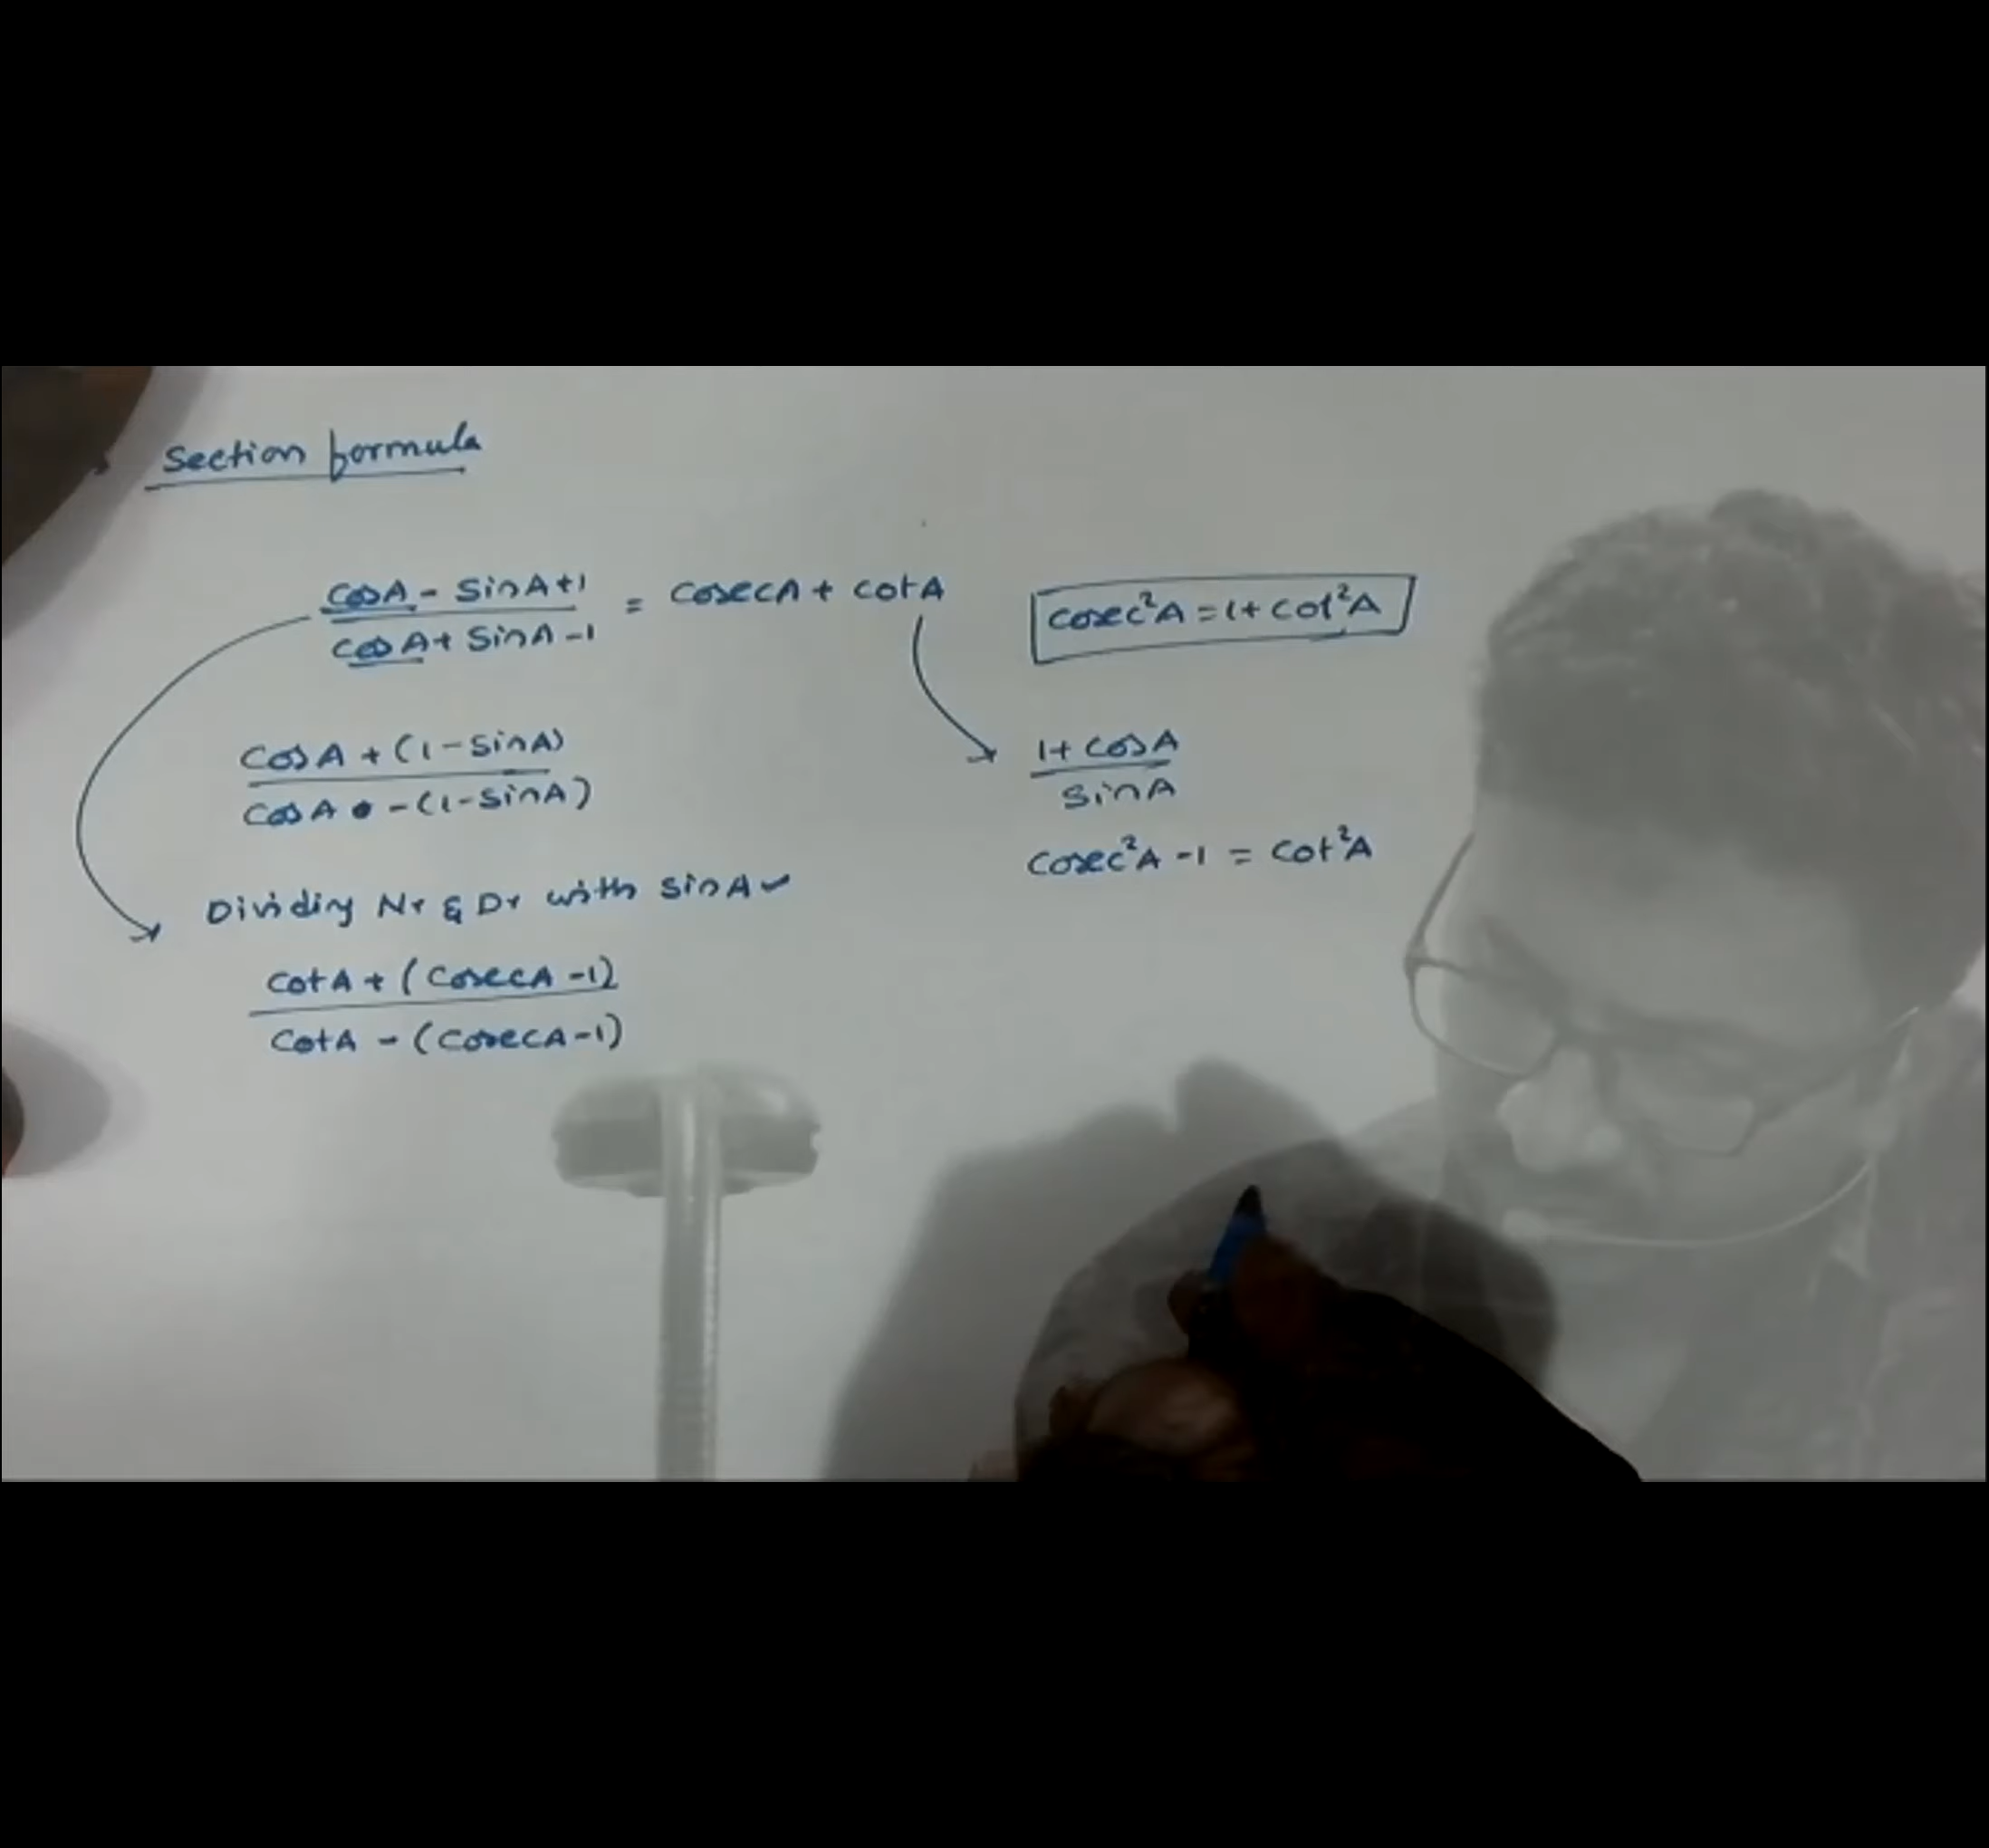 Section formula
cosA - sinA+1 / cosA + sinA -1 = cosecA + cotA
cosec²A = 1+ cot²A
cosA + (1-sinA) / cosA - (1-sinA)
1+ cosA / sinA
cosec²A -1 = cot²A
Dividing Nr & Dr with sinA
cotA + (cosecA -1) / cotA - (cosecA-1)